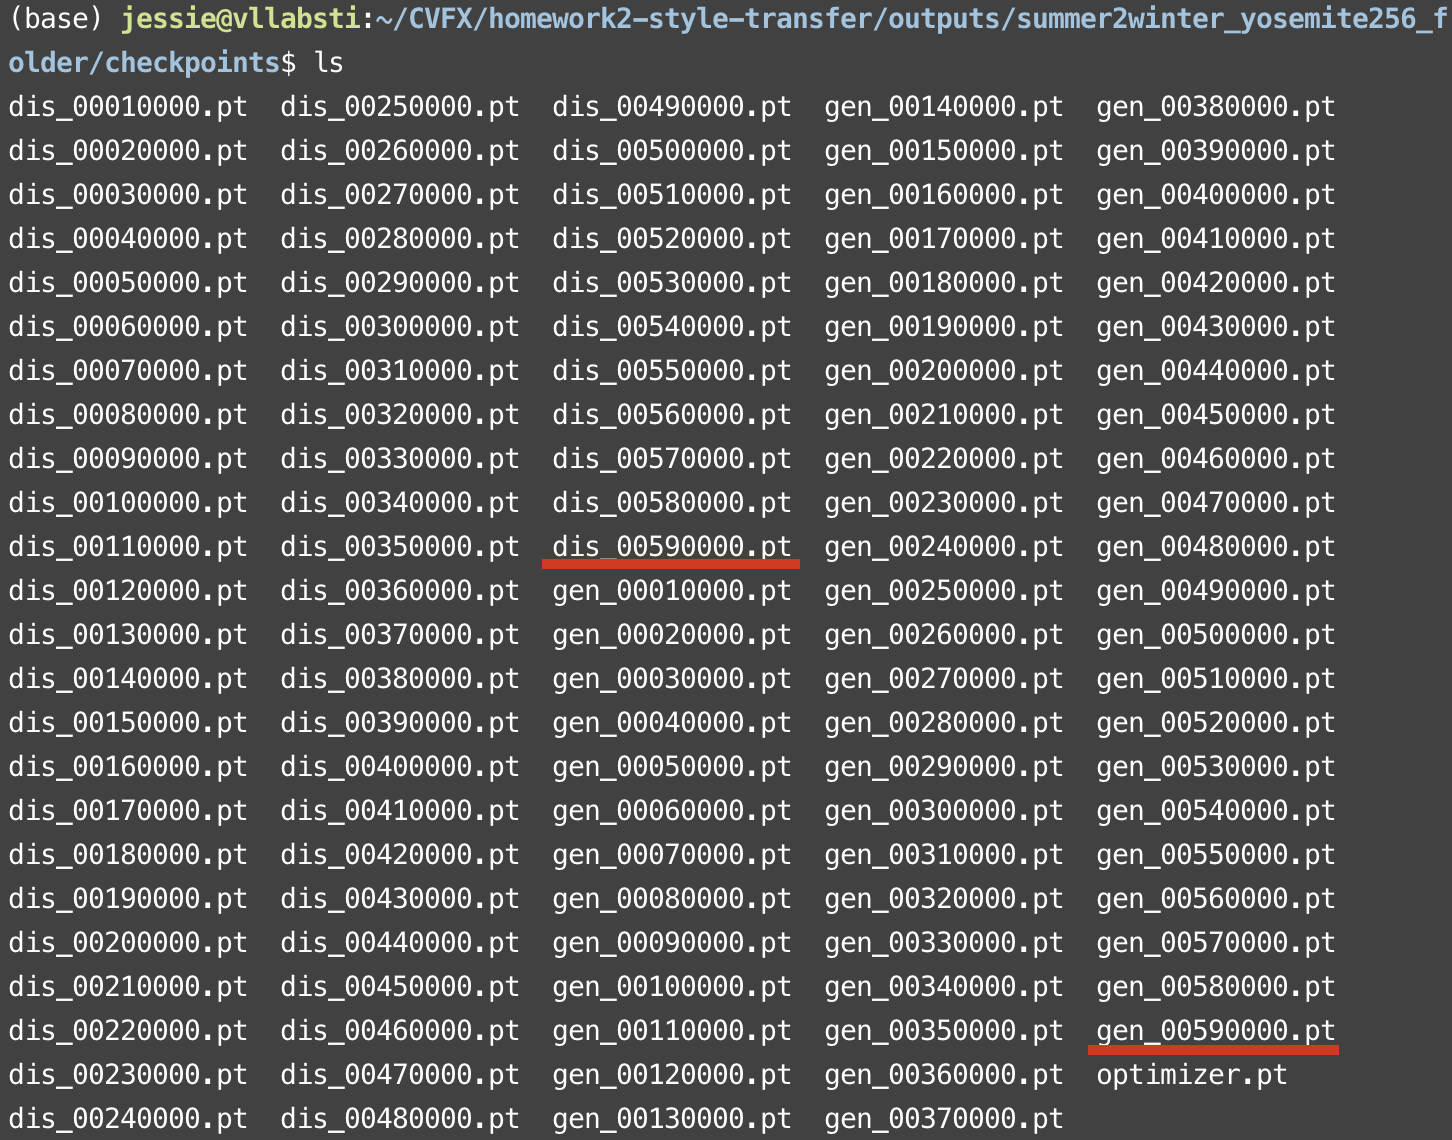 (base) jessie@vllabsti:~/CVFX/homework2-style-transfer/outputs/summer2winter_yosemite256_f
older/checkpoints$ ls
dis_00010000.pt  dis_00250000.pt  dis_00490000.pt  gen_00140000.pt  gen_00380000.pt
dis_00020000.pt  dis_00260000.pt  dis_00500000.pt  gen_00150000.pt  gen_00390000.pt
dis_00030000.pt  dis_00270000.pt  dis_00510000.pt  gen_00160000.pt  gen_00400000.pt
dis_00040000.pt  dis_00280000.pt  dis_00520000.pt  gen_00170000.pt  gen_00410000.pt
dis_00050000.pt  dis_00290000.pt  dis_00530000.pt  gen_00180000.pt  gen_00420000.pt
dis_00060000.pt  dis_00300000.pt  dis_00540000.pt  gen_00190000.pt  gen_00430000.pt
dis_00070000.pt  dis_00310000.pt  dis_00550000.pt  gen_00200000.pt  gen_00440000.pt
dis_00080000.pt  dis_00320000.pt  dis_00560000.pt  gen_00210000.pt  gen_00450000.pt
dis_00090000.pt  dis_00330000.pt  dis_00570000.pt  gen_00220000.pt  gen_00460000.pt
dis_00100000.pt  dis_00340000.pt  dis_00580000.pt  gen_00230000.pt  gen_00470000.pt
dis_00110000.pt  dis_00350000.pt  dis_00590000.pt  gen_00240000.pt  gen_00480000.pt
dis_00120000.pt  dis_00360000.pt  gen_00010000.pt  gen_00250000.pt  gen_00490000.pt
dis_00130000.pt  dis_00370000.pt  gen_00020000.pt  gen_00260000.pt  gen_00500000.pt
dis_00140000.pt  dis_00380000.pt  gen_00030000.pt  gen_00270000.pt  gen_00510000.pt
dis_00150000.pt  dis_00390000.pt  gen_00040000.pt  gen_00280000.pt  gen_00520000.pt
dis_00160000.pt  dis_00400000.pt  gen_00050000.pt  gen_00290000.pt  gen_00530000.pt
dis_00170000.pt  dis_00410000.pt  gen_00060000.pt  gen_00300000.pt  gen_00540000.pt
dis_00180000.pt  dis_00420000.pt  gen_00070000.pt  gen_00310000.pt  gen_00550000.pt
dis_00190000.pt  dis_00430000.pt  gen_00080000.pt  gen_00320000.pt  gen_00560000.pt
dis_00200000.pt  dis_00440000.pt  gen_00090000.pt  gen_00330000.pt  gen_00570000.pt
dis_00210000.pt  dis_00450000.pt  gen_00100000.pt  gen_00340000.pt  gen_00580000.pt
dis_00220000.pt  dis_00460000.pt  gen_00110000.pt  gen_00350000.pt  gen_00590000.pt
dis_00230000.pt  dis_00470000.pt  gen_00120000.pt  gen_00360000.pt  optimizer.pt
dis_00240000.pt  dis_00480000.pt  gen_00130000.pt  gen_00370000.pt